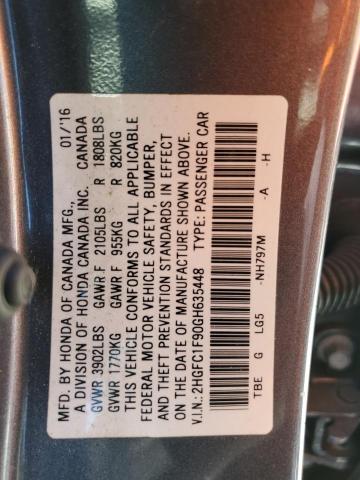 MFD. BY HONDA OF CANADA MFG., 01/'16
A DIVISION OF HONDA CANADA INC. CANADA
GVWR 3902LBS GAWR F 2105LBS R 1808LBS
GVWR 1770KG GAWR F 955KG R 820KG
THIS VEHICLE CONFORMS TO ALL APPLICABLE
FEDERAL MOTOR VEHICLE SAFETY, BUMPER,
AND THEFT PREVENTION STANDARDS IN EFFECT
ON THE DATE OF MANUFACTURE SHOWN ABOVE.
V.I.N.: 2HGFC1F90GH635448 TYPE: PASSENGER CAR
TBE G LG5 -NH797M -A -H